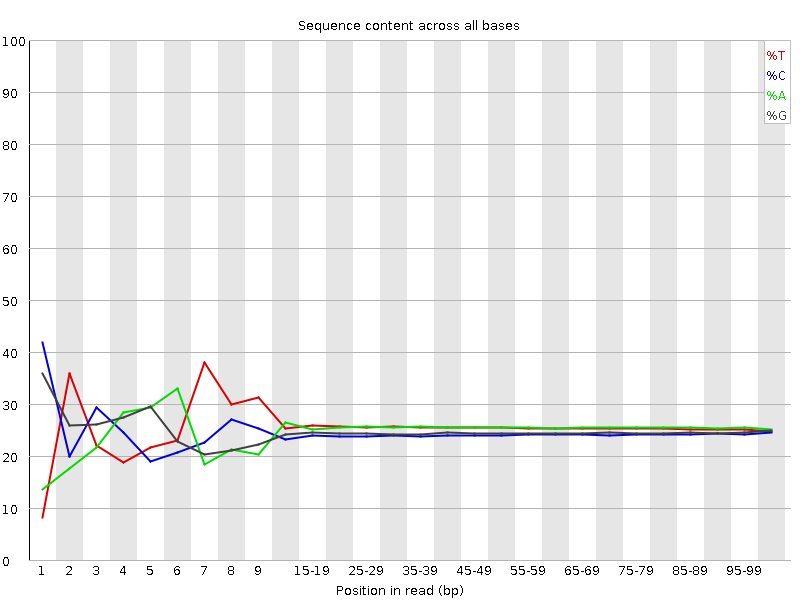 Sequence content across all bases
100
90
80
70
60
50
40
30
20
10
0
%T
%C
%A
%G
1 2 3 4 5 6 7 8 9 15-19 25-29 35-39 45-49 55-59 65-69 75-79 85-89 95-99
Position in read (bp)